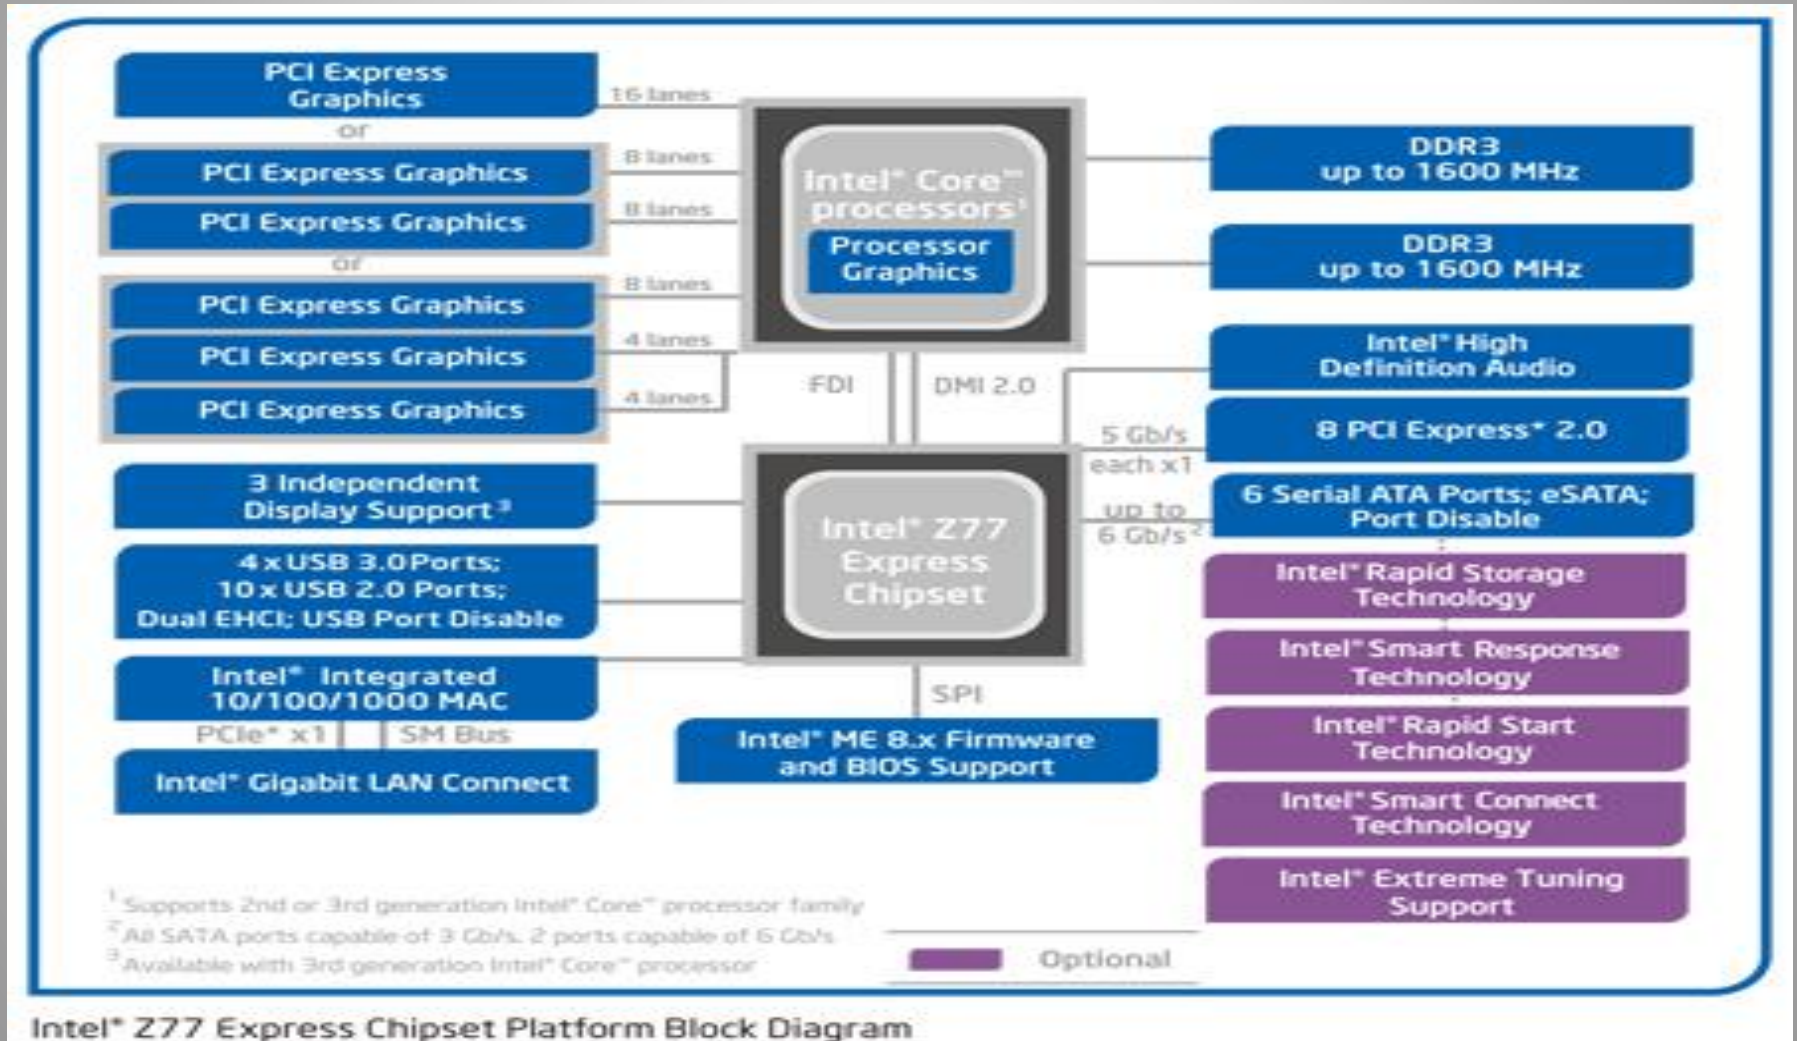 PCI Express
Graphics
16 lanes
or
PCI Express Graphics
8 lanes
PCI Express Graphics
8 lanes
or
PCI Express Graphics
8 lanes
PCI Express Graphics
4 lanes
PCI Express Graphics
4 lanes
Intel® Core™
processors¹
Processor
Graphics
DDR3
up to 1600 MHz
DDR3
up to 1600 MHz
FDI
DMI 2.0
Intel® High
Definition Audio
5 Gb/s
each x1
8 PCI Express* 2.0
up to
6 Gb/s²
6 Serial ATA Ports; eSATA;
Port Disable
3 Independent
Display Support³
4 x USB 3.0 Ports;
10 x USB 2.0 Ports;
Dual EHCI; USB Port Disable
Intel® Integrated
10/100/1000 MAC
PCIe* x1
SM Bus
Intel® Gigabit LAN Connect
Intel® Z77
Express
Chipset
SPI
Intel® ME 8.x Firmware
and BIOS Support
Intel® Rapid Storage
Technology
Intel® Smart Response
Technology
Intel® Rapid Start
Technology
Intel® Smart Connect
Technology
Intel® Extreme Tuning
Support
¹ Supports 2nd or 3rd generation Intel® Core™ processor family
² All SATA ports capable of 3 Gb/s. 2 ports capable of 6 Gb/s
³ Available with 3rd generation Intel® Core™ processor
Optional
Intel® Z77 Express Chipset Platform Block Diagram